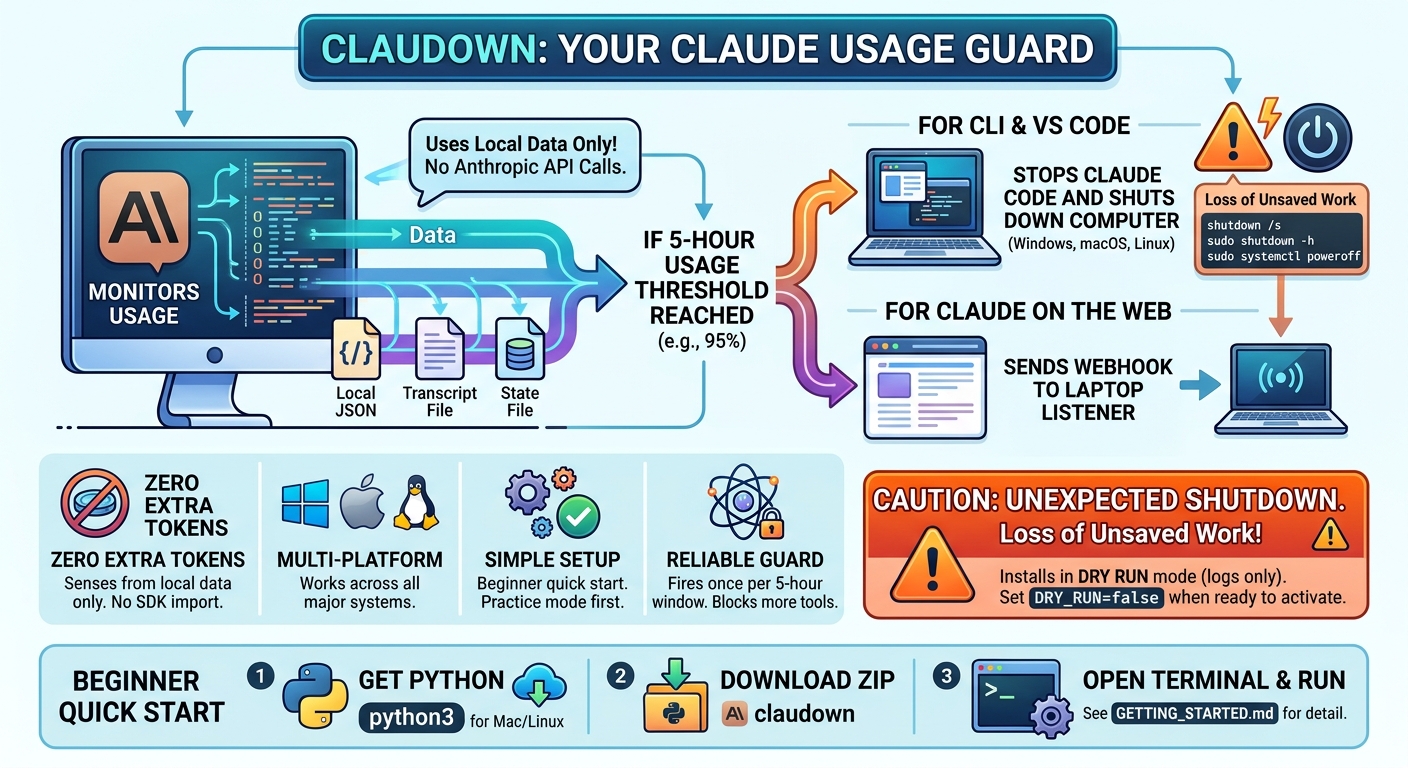 CLAUDOWN: YOUR CLAUDE USAGE GUARD
Uses Local Data Only!
No Anthropic API Calls.
AI
MONITORS
USAGE
Data
{/}
Local
JSON
Transcript
File
State
File
IF 5-HOUR
USAGE
THRESHOLD
REACHED
(e.g., 95%)
FOR CLI & VS CODE
STOPS CLAUDE
CODE AND SHUTS
DOWN COMPUTER
(Windows, macOS, Linux)
Loss of Unsaved Work
shutdown /s
sudo shutdown -h
sudo systemctl poweroff
FOR CLAUDE ON THE WEB
SENDS WEBHOOK
TO LAPTOP
LISTENER
ZERO
EXTRA
TOKENS
ZERO EXTRA TOKENS
Senses from local data
only. No SDK import.
MULTI-PLATFORM
Works across all
major systems.
SIMPLE SETUP
Beginner quick start.
Practice mode first.
RELIABLE GUARD
Fires once per 5-hour
window. Blocks more tools.
CAUTION: UNEXPECTED SHUTDOWN.
Loss of Unsaved Work!
Installs in DRY RUN mode (logs only).
Set DRY_RUN=false when ready to activate.
BEGINNER
QUICK START
1
GET PYTHON
python3 for Mac/Linux
2
DOWNLOAD ZIP
AI claudown
3
>_
OPEN TERMINAL & RUN
See GETTING_STARTED.md for detail.